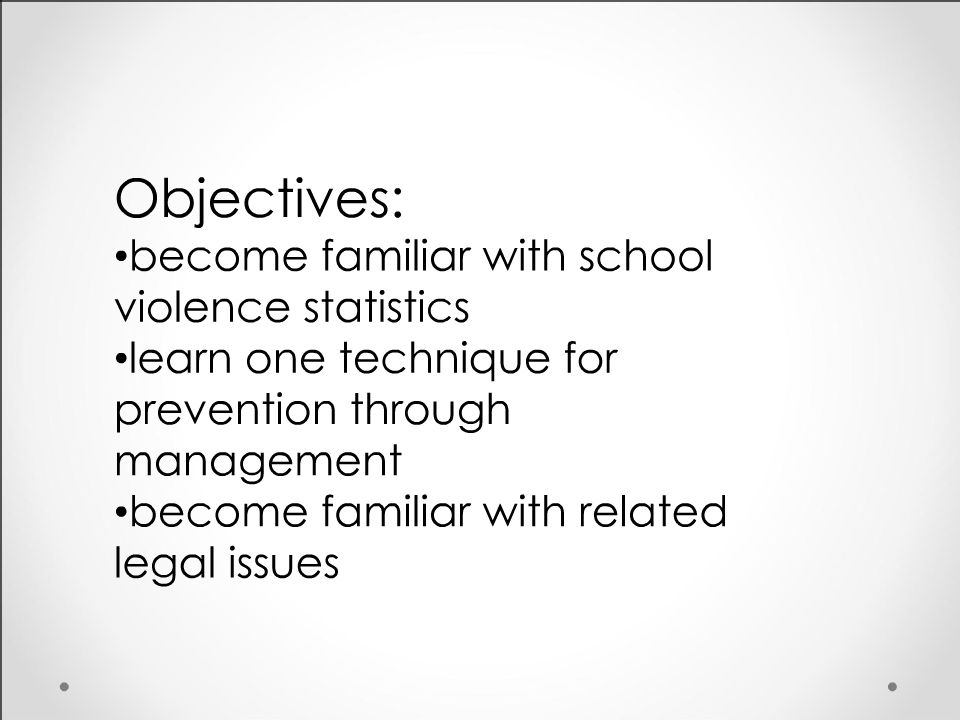 Objectives:
•become familiar with school
violence statistics
•learn one technique for
prevention through
management
•become familiar with related
legal issues